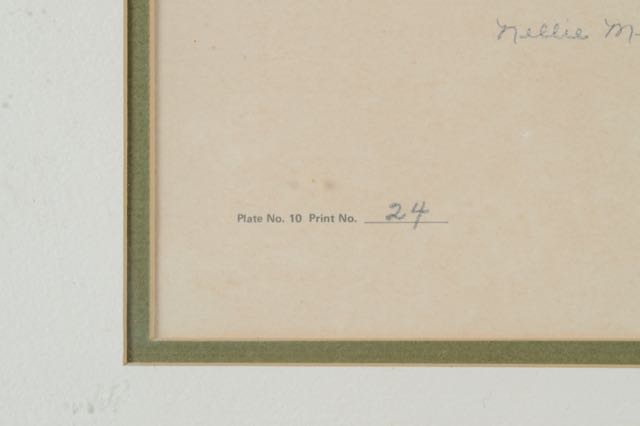 Nellie M
Plate No. 10 Print No. 24